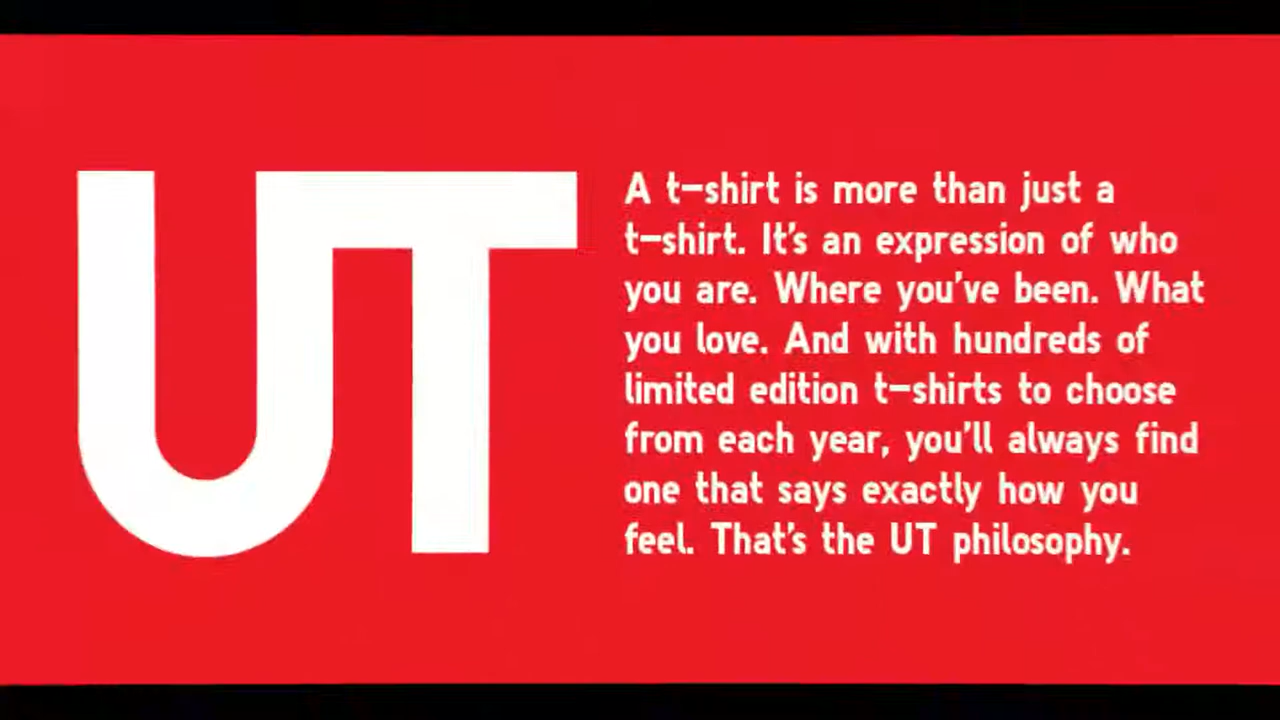 UT
A t-shirt is more than just a
t-shirt. It's an expression of who
you are. Where you've been. What
you love. And with hundreds of
limited edition t-shirts to choose
from each year, you'll always find
one that says exactly how you
feel. That's the UT philosophy.